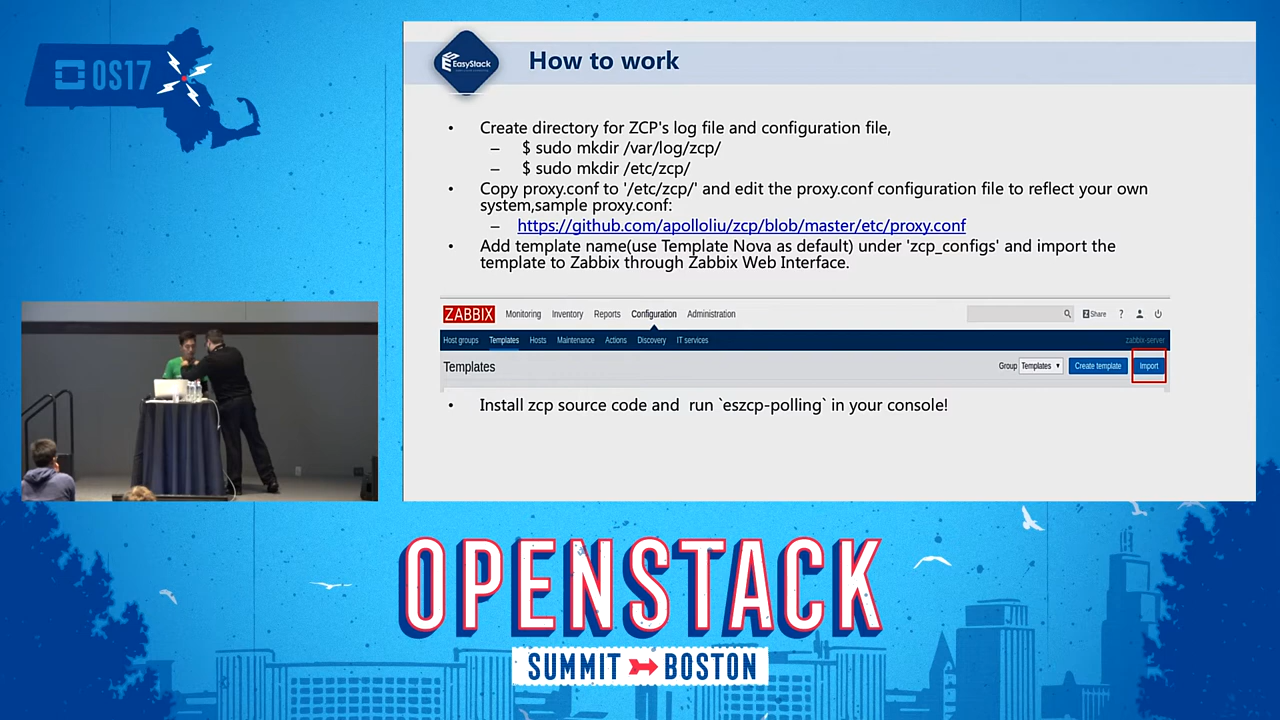 OS17
EasyStack
How to work
• Create directory for ZCP's log file and configuration file,
– $ sudo mkdir /var/log/zcp/
– $ sudo mkdir /etc/zcp/
• Copy proxy.conf to '/etc/zcp/' and edit the proxy.conf configuration file to reflect your own
system,sample proxy.conf:
– https://github.com/apolloliu/zcp/blob/master/etc/proxy.conf
• Add template name(use Template Nova as default) under 'zcp_configs' and import the
template to Zabbix through Zabbix Web Interface.
ZABBIX Monitoring Inventory Reports Configuration Administration Z Share ?
Host groups Templates Hosts Maintenance Actions Discovery IT services zabbix-server
Templates Group Templates ▼ Create template Import
• Install zcp source code and run `eszcp-polling` in your console!
OPENSTACK
SUMMIT BOSTON